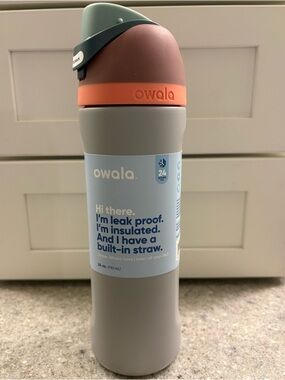 owala
owala.
24
Hi there.
I'm leak proof.
I'm insulated.
And I have a
built-in straw.